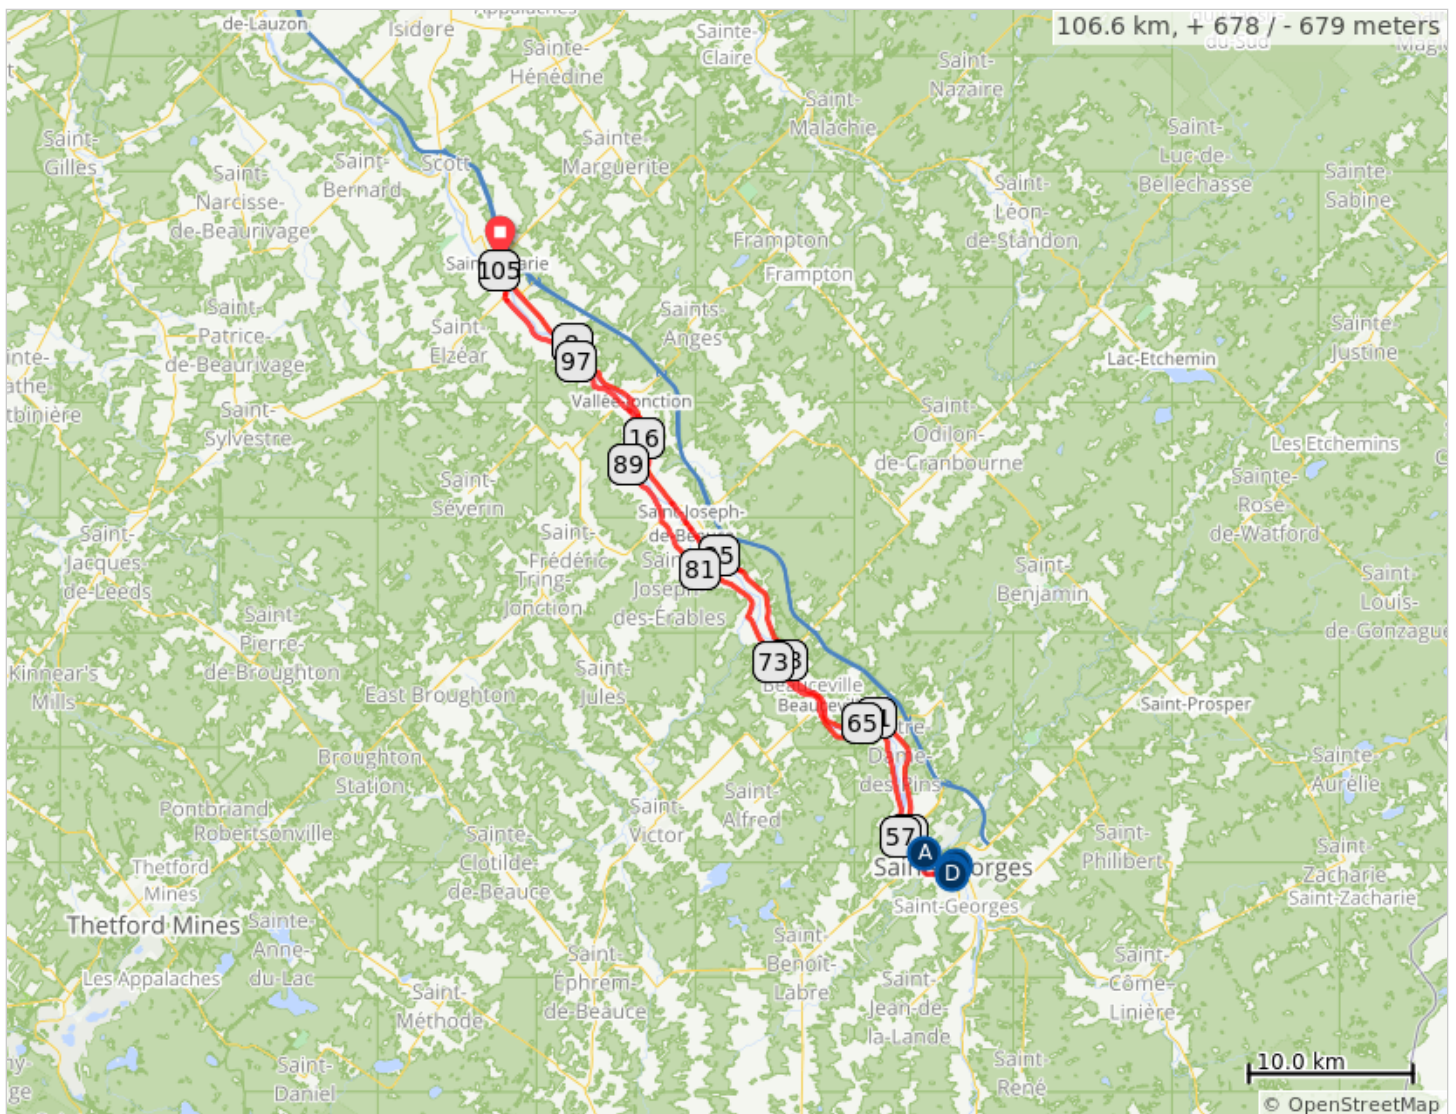 106.6 km, + 678 / - 679 meters
de-Lauzon
Isidore
Sainte-
Hénédine
Sainte-
Claire
Saint-
Nazaire
Saint-
Malachie
Saint-
Gilles
Saint-
Narcisse-
de-Beaurivage
Saint-
Bernard
Scott
Sainte-
Marguerite
Saint-
Luc-de-
Bellechasse
Sainte-
Sabine
Saint-
Léon-
de-Standon
Frampton
Frampton
105
Saint-
Patrice-
de-Beaurivage
Saint-
Elzéar
Saints-
Anges
Sainte-
Justine
Lac-Etchemin
97
Vallée-Jonction
Saint-
Sylvestre
16
89
Saint-
Odilon-
de-Cranbourne
Les Etchemins
Saint-
Séverin
Sainte-
Rose-
de-Watford
Saint-Joseph-
Saint-
Jacques-
de-Leeds
Saint-
Frédéric
Tring-
Jonction
81
des-Érables
Saint-
Benjamin
Saint-
Louis-
de-Gonzague
Saint-
Pierre-
de-Broughton
Kinnear's
Mills
East Broughton
Saint-
Jules
73
Beauceville
65
Dame-
des-Pins
Saint-Prosper
Broughton
Station
Sainte-
Aurélie
Pontbriand
Robertsonville
Saint-
Victor
Saint-
Alfred
57
A
D
Saint-Georges
Saint-
Philibert
Saint-
Zacharie
Saint-Zacharie
Thetford
Mines
Sainte-
Clotilde-
de-Beauce
Thetford Mines
Sainte-
Anne-
du-Lac
Saint-Georges
Les Appalaches
Saint-
Méthode
Saint-
Éphrem-
de-Beauce
Saint-
Benoît-
Labre
Saint-
Jean-de-
la-Lande
Saint-
Côme-
Linière
Saint-
Daniel
Saint-
René
10.0 km
© OpenStreetMap